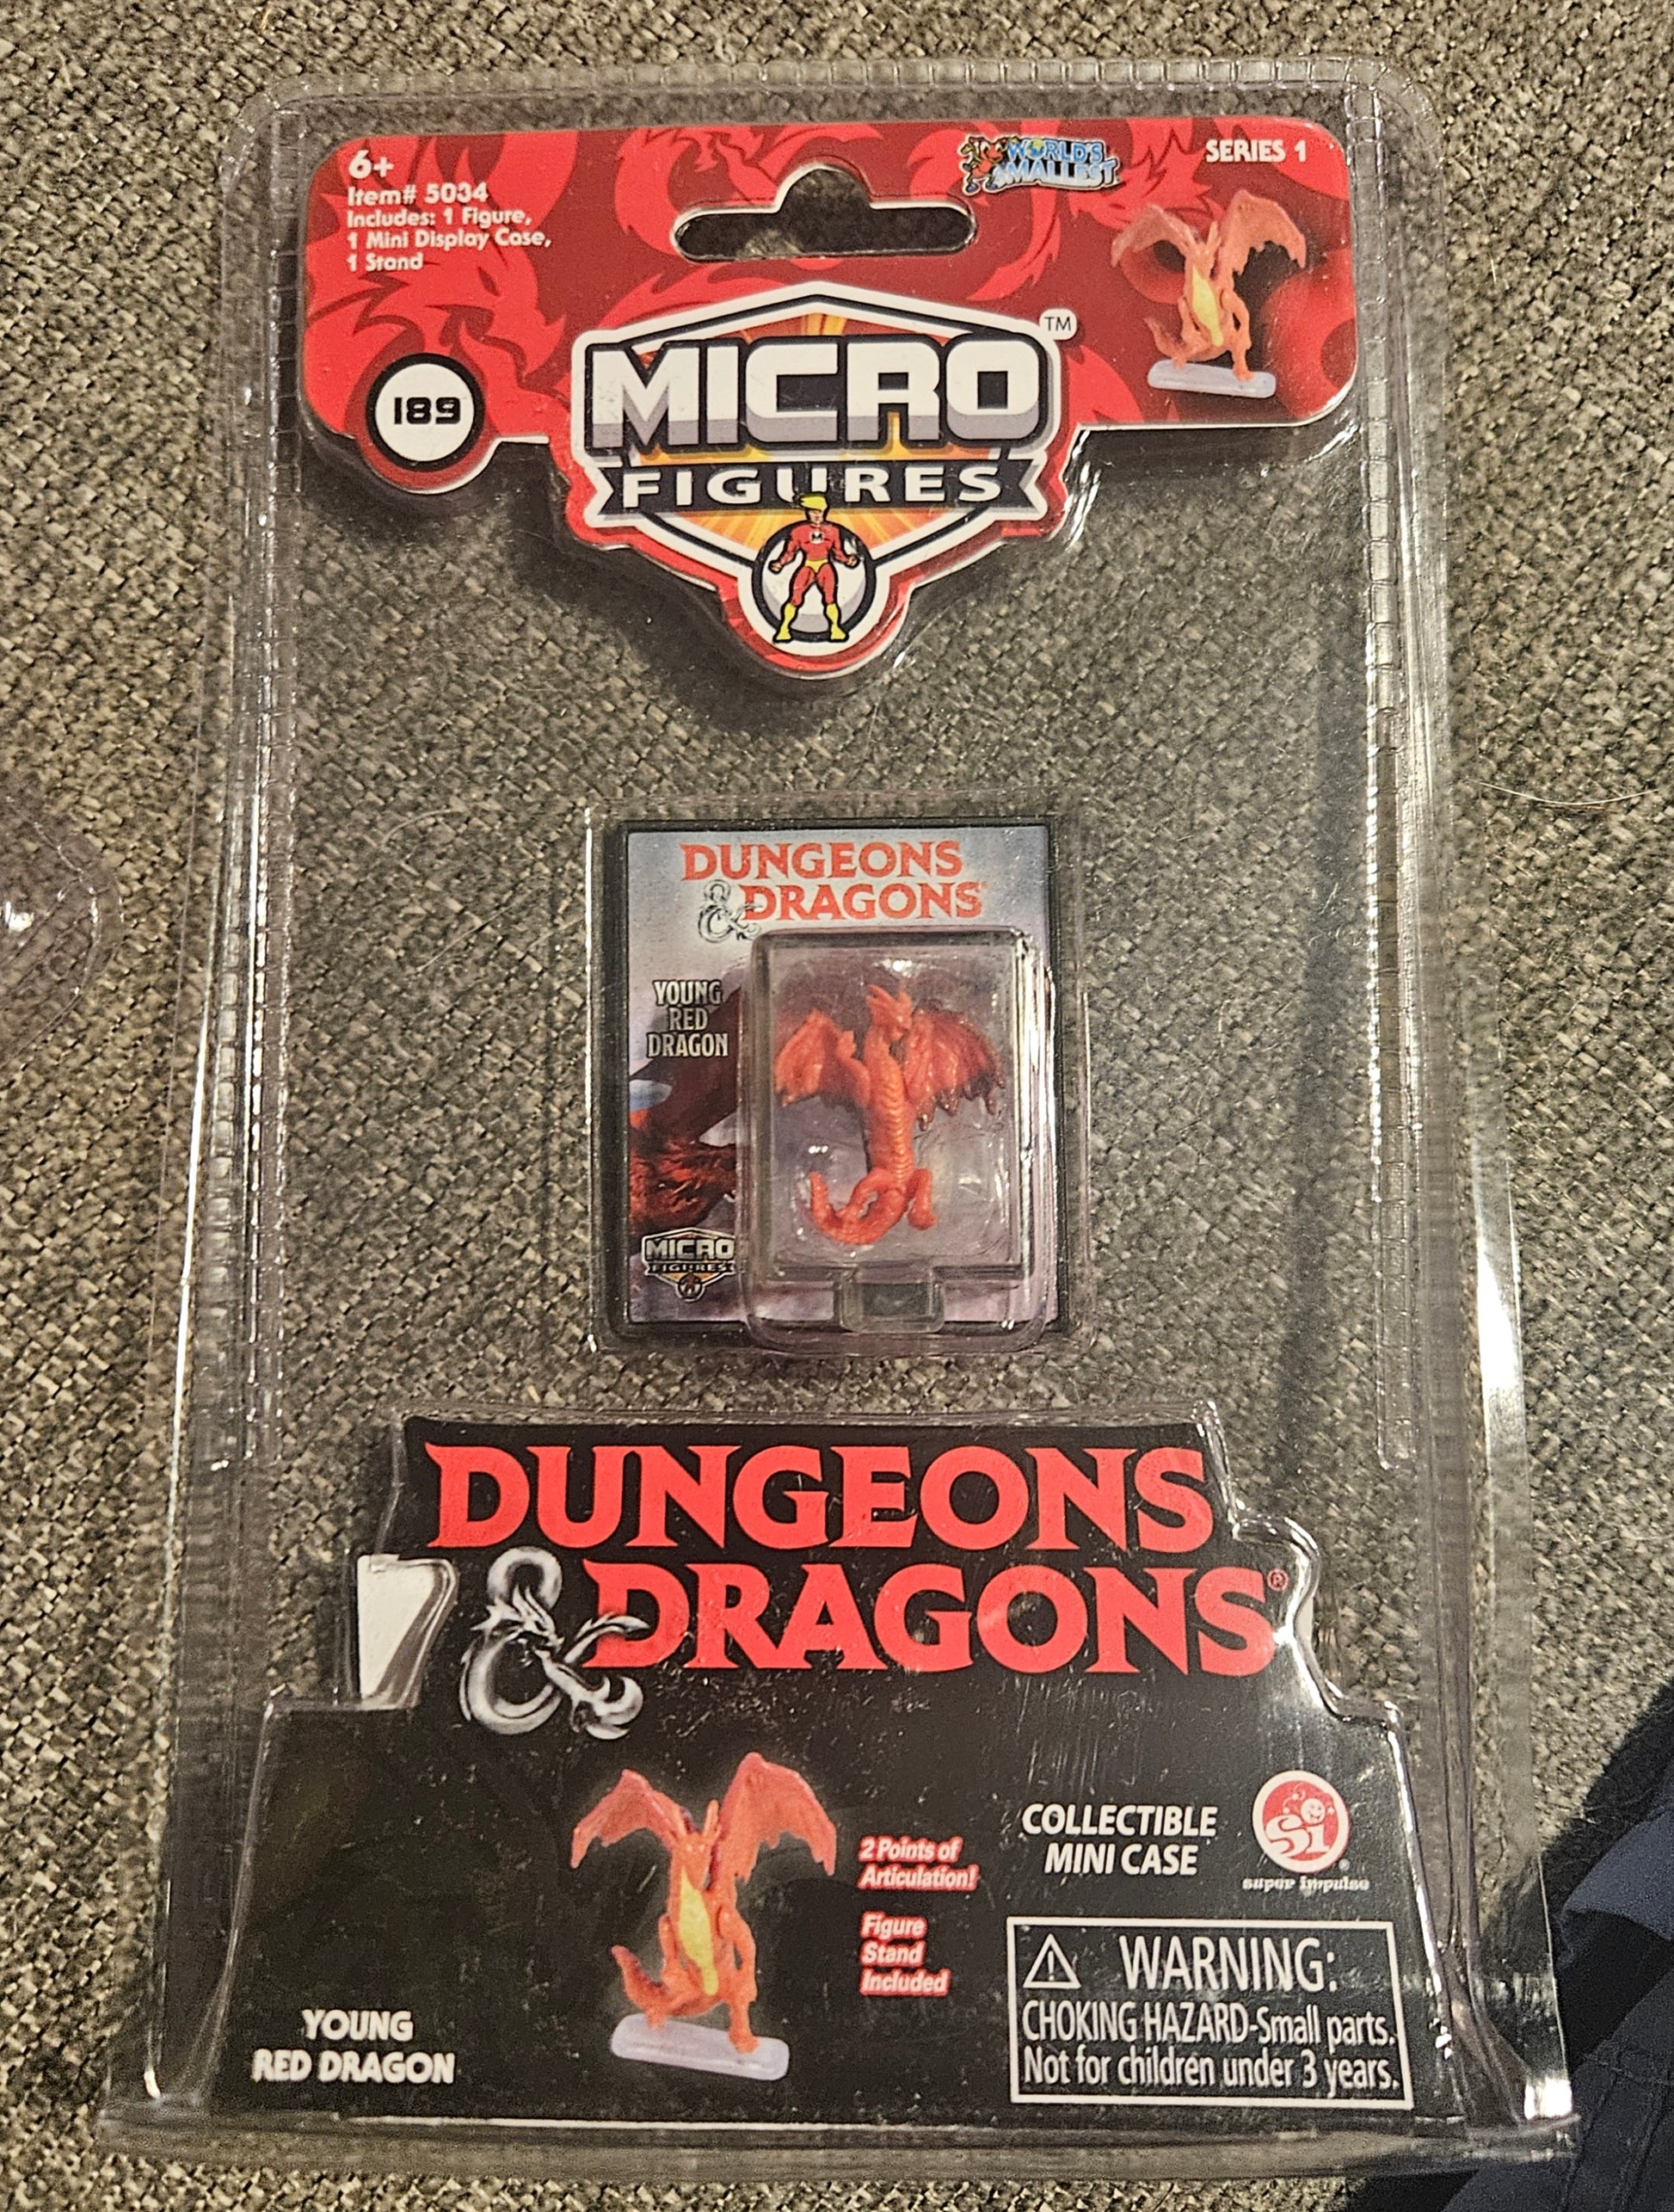 6+
Item# 5034
Includes: 1 Figure,
1 Mini Display Case,
1 Stand
WORLD'S
SMALLEST
SERIES 1
189
MICRO
TM
FIGURES
M
DUNGEONS
& DRAGONS
YOUNG
RED
DRAGON
MICRO
FIGURES
DUNGEONS
& DRAGONS®
2 Points of
Articulation!
Figure
Stand
Included
COLLECTIBLE
MINI CASE
Si®
super impulse
YOUNG
RED DRAGON
WARNING:
CHOKING HAZARD-Small parts.
Not for children under 3 years.